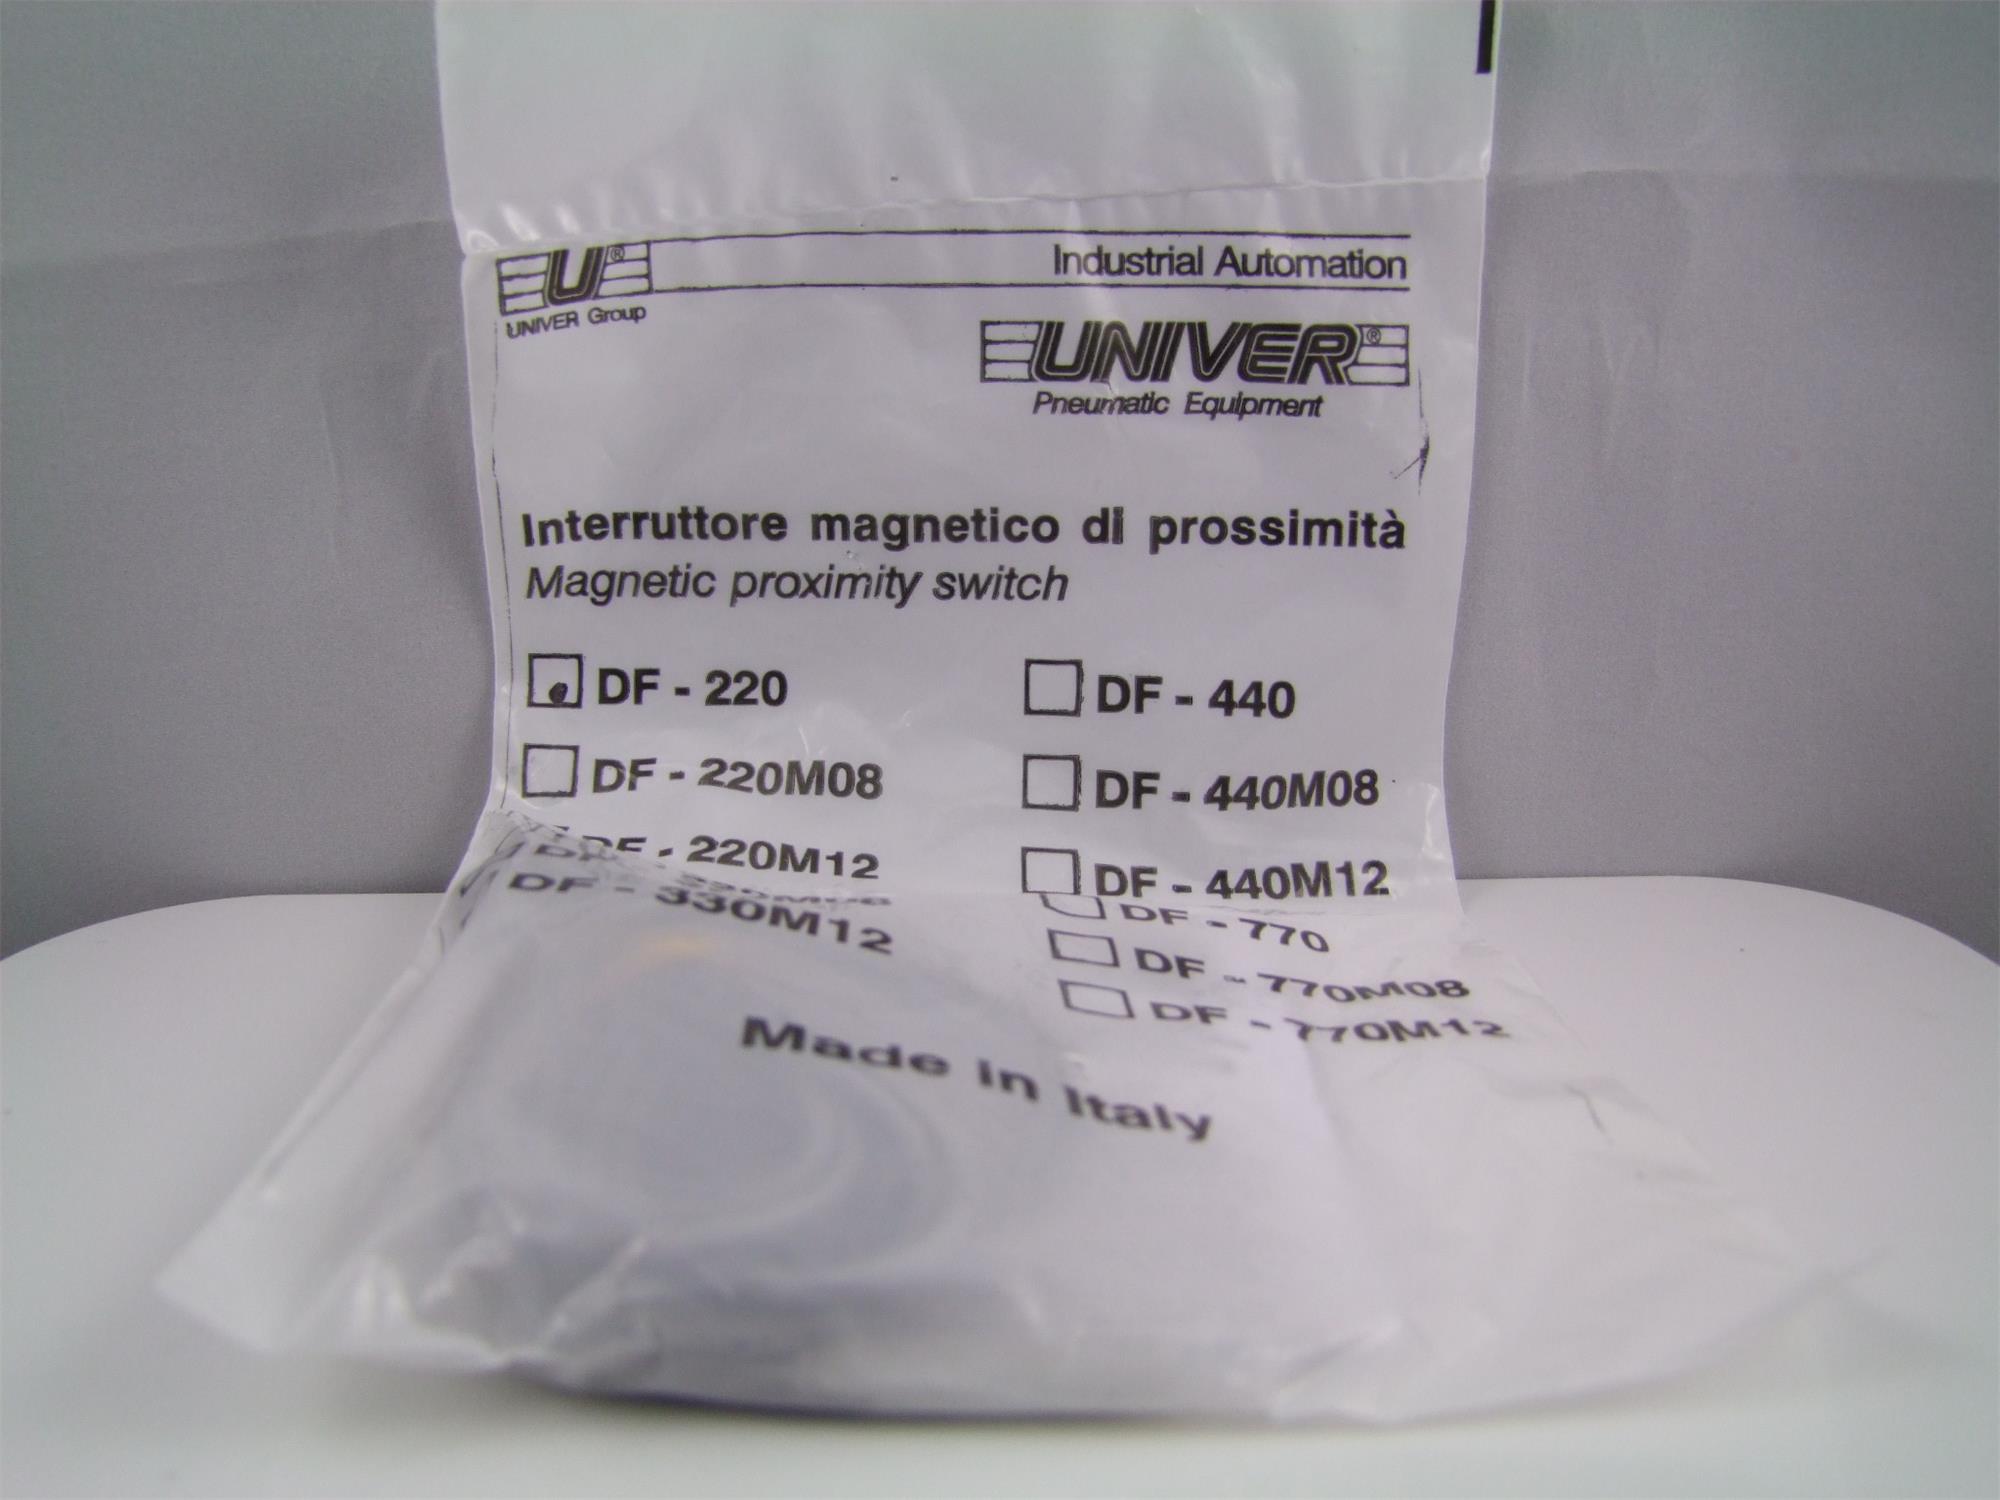 U®
UNIVER Group
Industrial Automation
UNIVER®
Pneumatic Equipment
Interruttore magnetico di prossimità
Magnetic proximity switch
DF - 220
DF - 440
DF - 220M08
DF - 440M08
DF - 220M12
DF - 440M12
DF - 770
DF - 330M12
DF - 770M08
DF - 770M12
Made in Italy